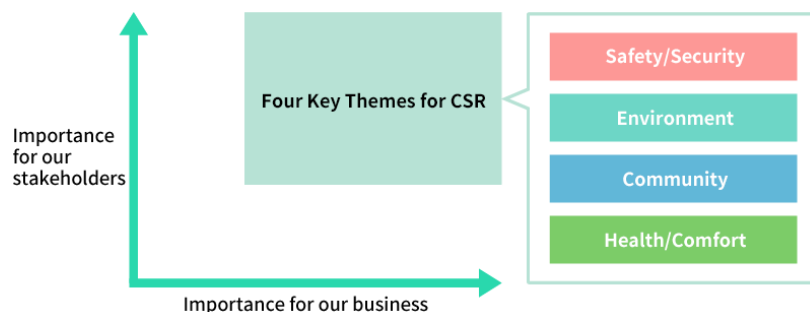 Importance
for our
stakeholders
Four Key Themes for CSR
Safety/Security
Environment
Community
Health/Comfort
Importance for our business